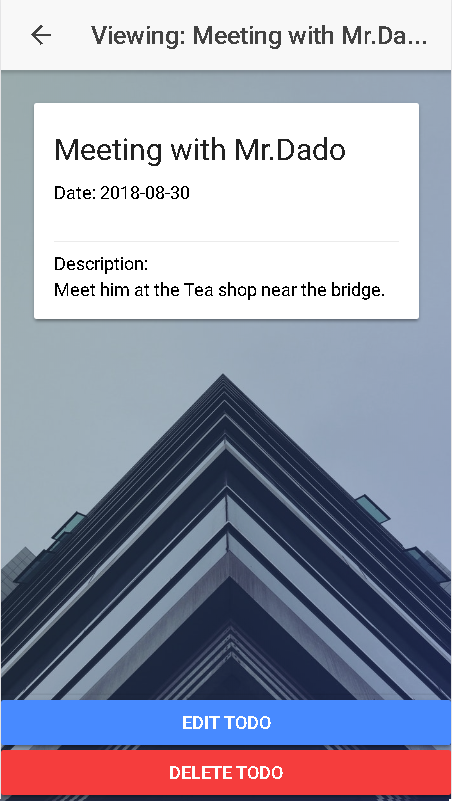 Viewing: Meeting with Mr.Da...
Meeting with Mr.Dado
Date: 2018-08-30
Description:
Meet him at the Tea shop near the bridge.
EDIT TODO
DELETE TODO